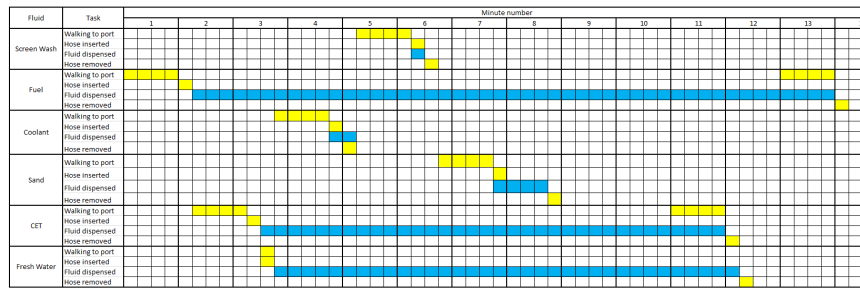 Fluid Task Minute number
1 2 3 4 5 6 7 8 9 10 11 12 13
Screen Wash
Walking to port
Hose inserted
Fluid dispensed
Hose removed
Fuel
Walking to port
Hose inserted
Fluid dispensed
Hose removed
Coolant
Walking to port
Hose inserted
Fluid dispensed
Hose removed
Sand
Walking to port
Hose inserted
Fluid dispensed
Hose removed
CET
Walking to port
Hose inserted
Fluid dispensed
Hose removed
Fresh Water
Walking to port
Hose inserted
Fluid dispensed
Hose removed